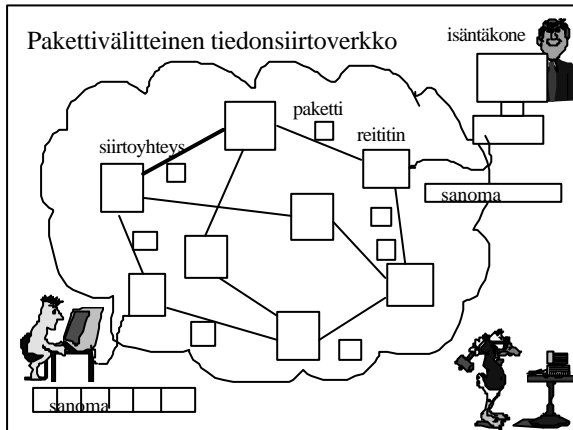 Pakettivälitteinen tiedonsiirtoverkko
isäntäkone
paketti
reititin
siirtoyhteys
sanoma
sanoma